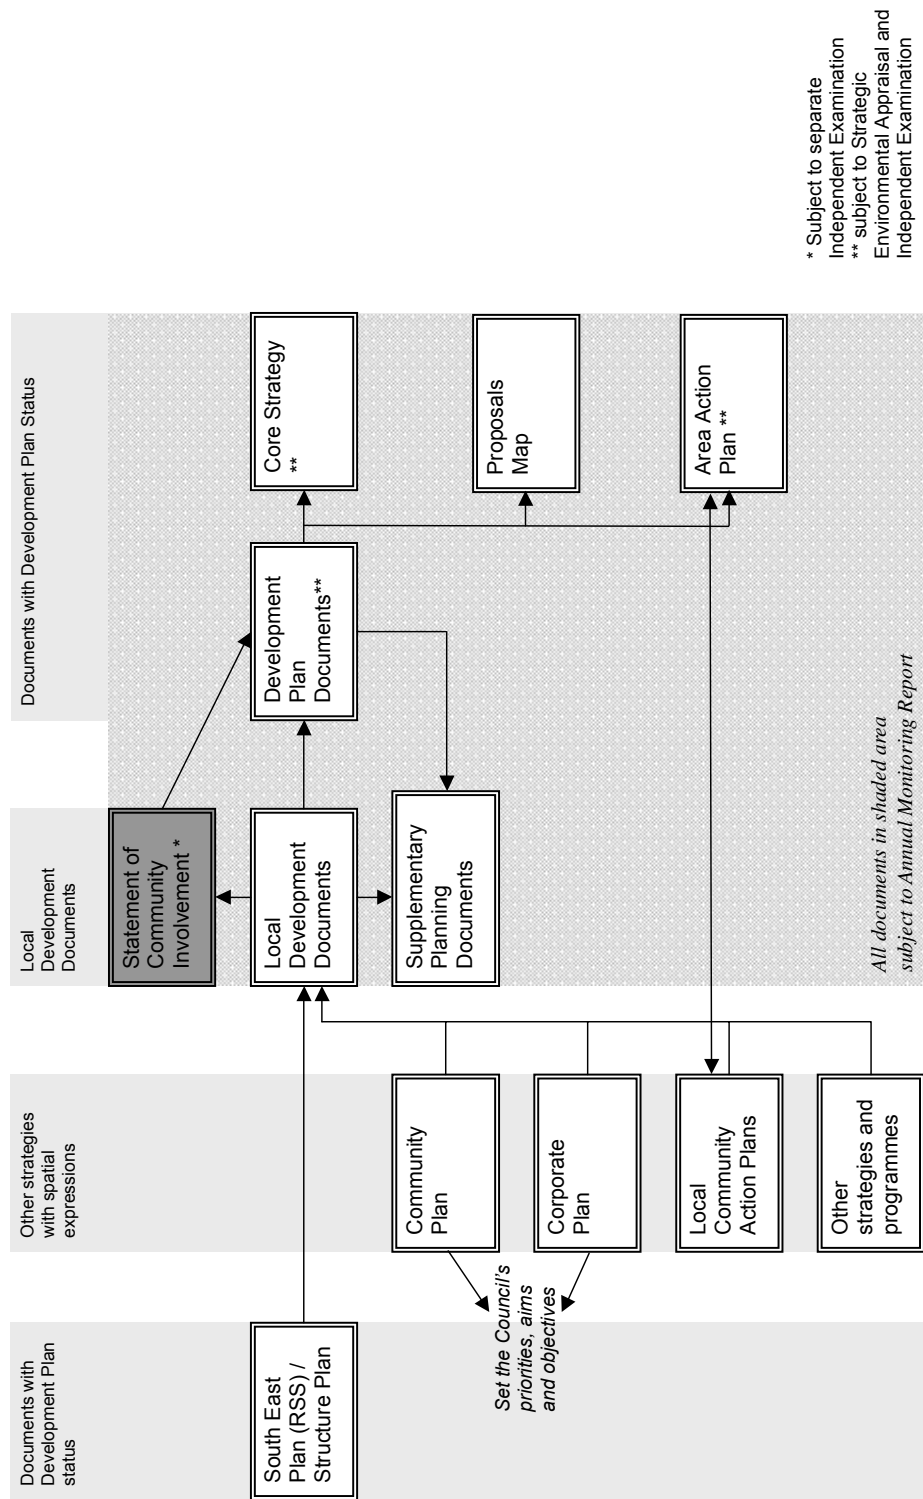 Documents with
Development Plan
status
Other strategies
with spatial
expressions
Local
Development
Documents
Documents with Development Plan Status
South East
Plan (RSS) /
Structure Plan
Set the Council's
priorities, aims
and objectives
Community
Plan
Corporate
Plan
Local
Community
Action Plans
Other
strategies and
programmes
Statement of
Community
Involvement *
Local
Development
Documents
Supplementary
Planning
Documents
Development
Plan
Documents**
Core Strategy
**
Proposals
Map
Area Action
Plan **
All documents in shaded area
subject to Annual Monitoring Report
* Subject to separate
Independent Examination
** subject to Strategic
Environmental Appraisal and
Independent Examination